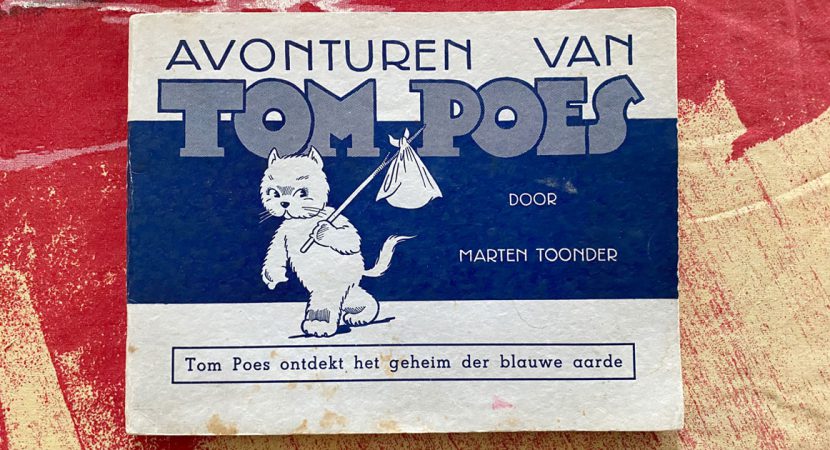 AVONTUREN VAN
TOM POES
DOOR
MARTEN TOONDER
Tom Poes ontdekt het geheim der blauwe aarde